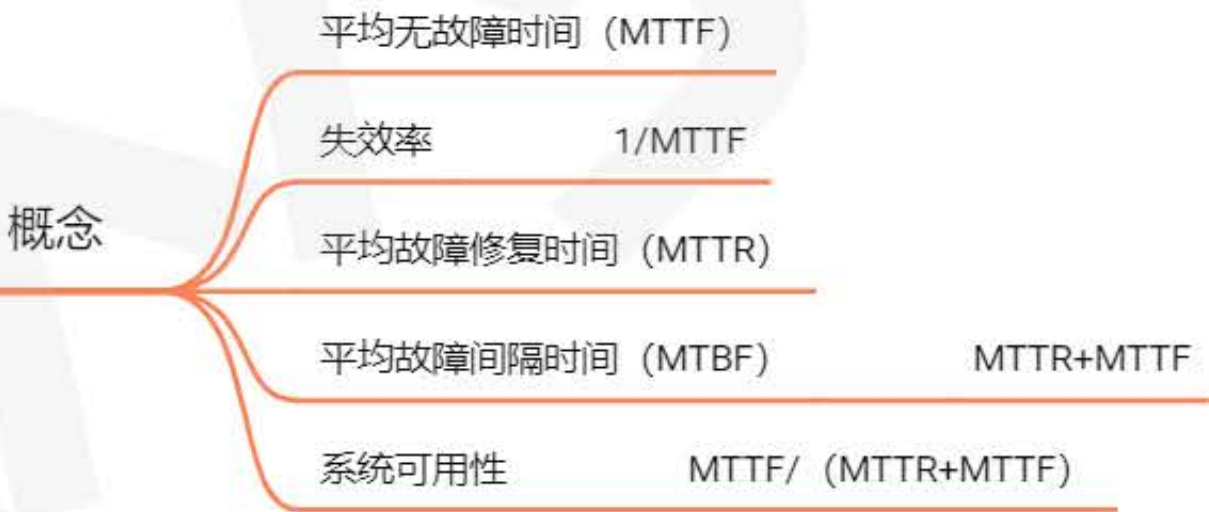 平均无故障时间（MTTF）
失效率 1/MTTF
概念
平均故障修复时间（MTTR）
平均故障间隔时间（MTBF） MTTR+MTTF
系统可用性 MTTF/（MTTR+MTTF）